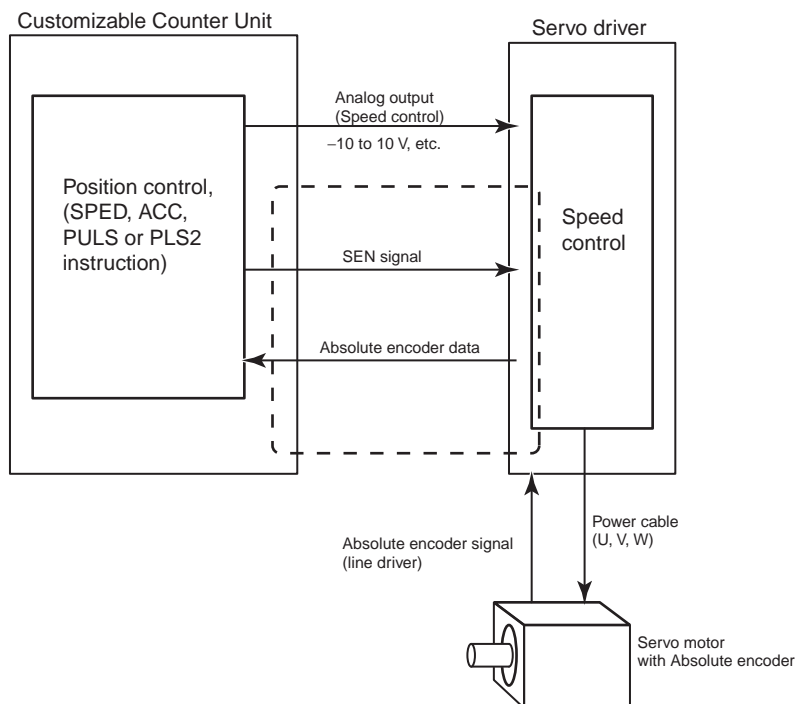 Customizable Counter Unit
Servo driver
Analog output
(Speed control)
–10 to 10 V, etc.
Position control,
(SPED, ACC,
PULS or PLS2
instruction)
Speed
control
SEN signal
Absolute encoder data
Power cable
(U, V, W)
Absolute encoder signal
(line driver)
Servo motor
with Absolute encoder